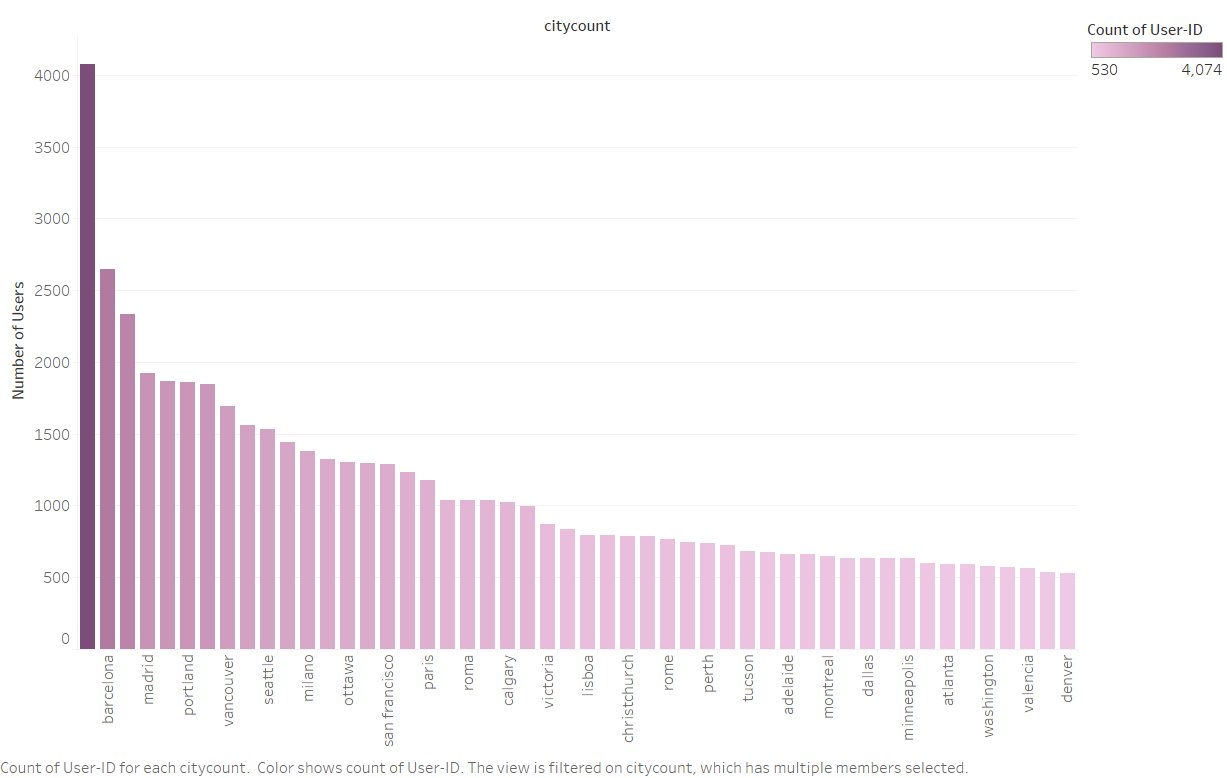 citycount
Count of User-ID
530 4,074
Number of Users
4000
3500
3000
2500
2000
1500
1000
500
0
barcelona
madrid
portland
vancouver
seattle
milano
ottawa
san francisco
paris
roma
calgary
victoria
lisboa
christchurch
rome
perth
tucson
adelaide
montreal
dallas
minneapolis
atlanta
washington
valencia
denver
Count of User-ID for each citycount.  Color shows count of User-ID. The view is filtered on citycount, which has multiple members selected.